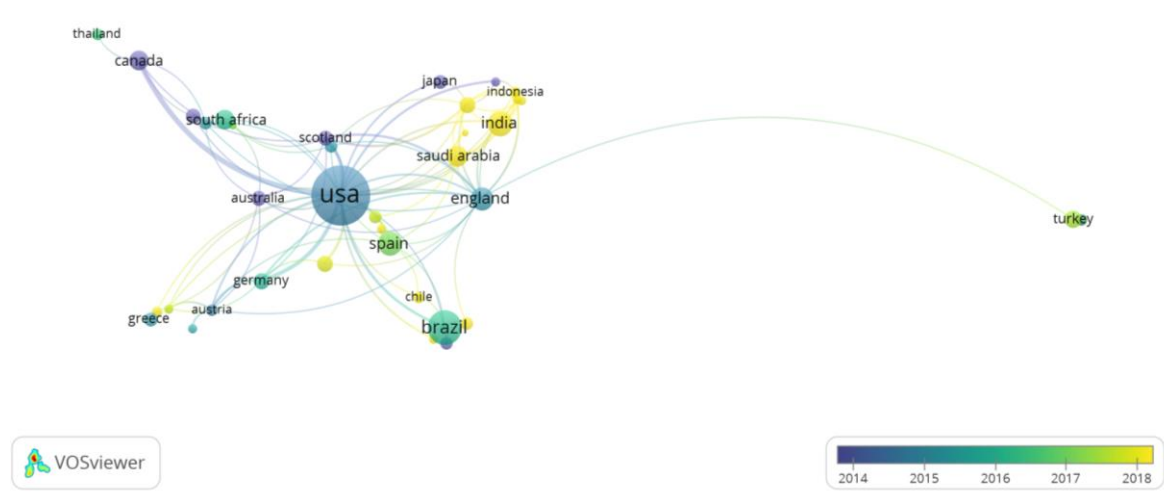 thailand
canada
japan
indonesia
south africa
india
scotland
saudi arabia
usa
australia
england
turkey
spain
germany
chile
austria
greece
brazil
VOSviewer
2014 2015 2016 2017 2018